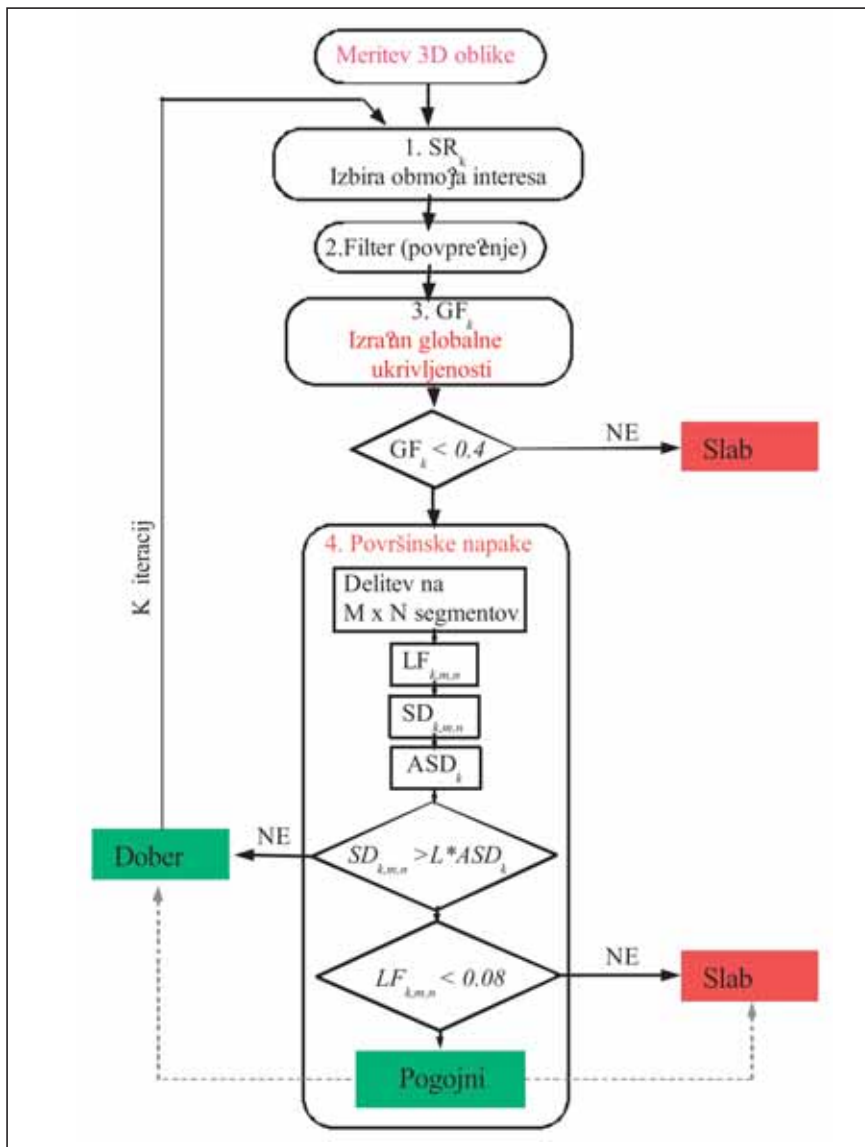 Meritev 3D oblike
1. SRk
Izbira obmo?ja interesa
2.Filter (povpre?enje)
3. GFk
Izra?un globalne
ukrivljenosti
GFk < 0.4
NE
Slab
4. Površinske napake
Delitev na
M x N segmentov
LFk,m,n
SDk,m,n
ASDk
K iteracij
NE
Dober
SDk,m,n >L*ASDk
LFk,m,n < 0.08
NE
Slab
Pogojni